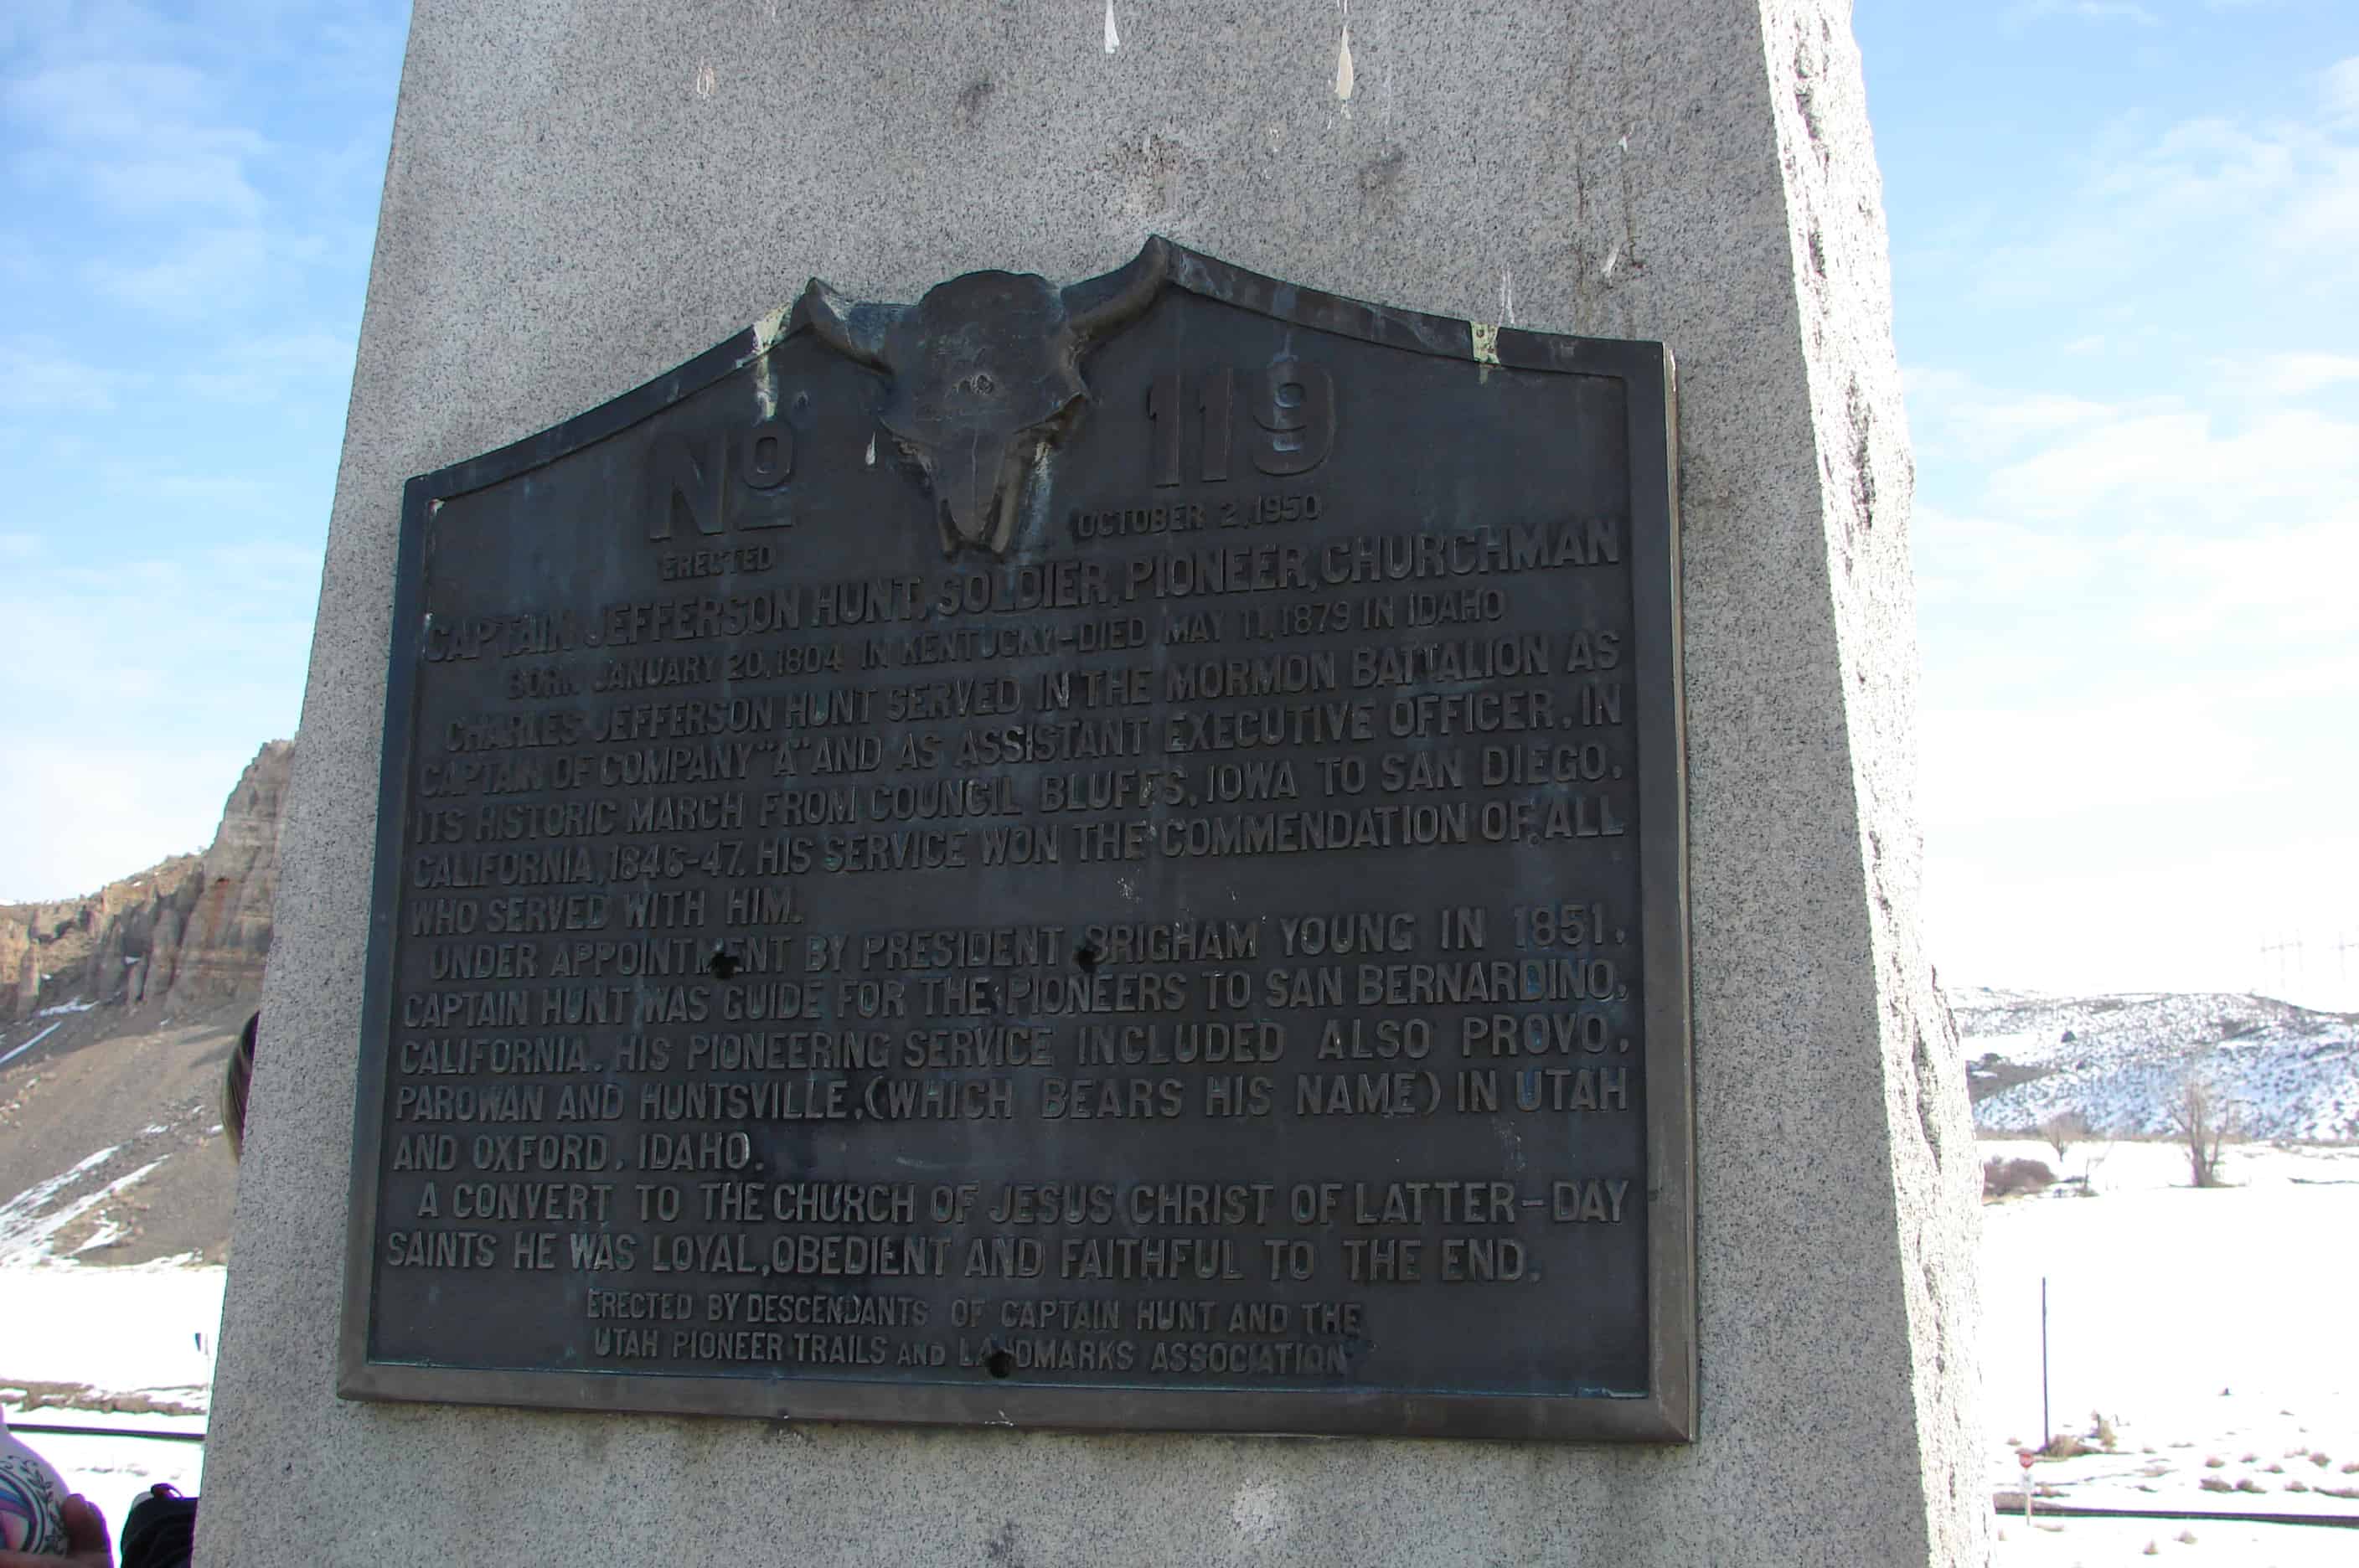 No 119
ERECTED OCTOBER 2, 1950
CAPTAIN JEFFERSON HUNT, SOLDIER, PIONEER, CHURCHMAN
BORN JANUARY 20, 1804 IN KENTUCKY-DIED MAY 11, 1879 IN IDAHO
CHARLES JEFFERSON HUNT SERVED IN THE MORMON BATTALION AS
CAPTAIN OF COMPANY "A" AND AS ASSISTANT EXECUTIVE OFFICER, IN
ITS HISTORIC MARCH FROM COUNCIL BLUFFS, IOWA TO SAN DIEGO,
CALIFORNIA, 1846-47. HIS SERVICE WON THE COMMENDATION OF ALL
WHO SERVED WITH HIM.
UNDER APPOINTMENT BY PRESIDENT BRIGHAM YOUNG IN 1851,
CAPTAIN HUNT WAS GUIDE FOR THE PIONEERS TO SAN BERNARDINO,
CALIFORNIA. HIS PIONEERING SERVICE INCLUDED ALSO PROVO,
PAROWAN AND HUNTSVILLE, (WHICH BEARS HIS NAME) IN UTAH
AND OXFORD, IDAHO.
A CONVERT TO THE CHURCH OF JESUS CHRIST OF LATTER-DAY
SAINTS HE WAS LOYAL, OBEDIENT AND FAITHFUL TO THE END.
ERECTED BY DESCENDANTS OF CAPTAIN HUNT AND THE
UTAH PIONEER TRAILS AND LANDMARKS ASSOCIATION